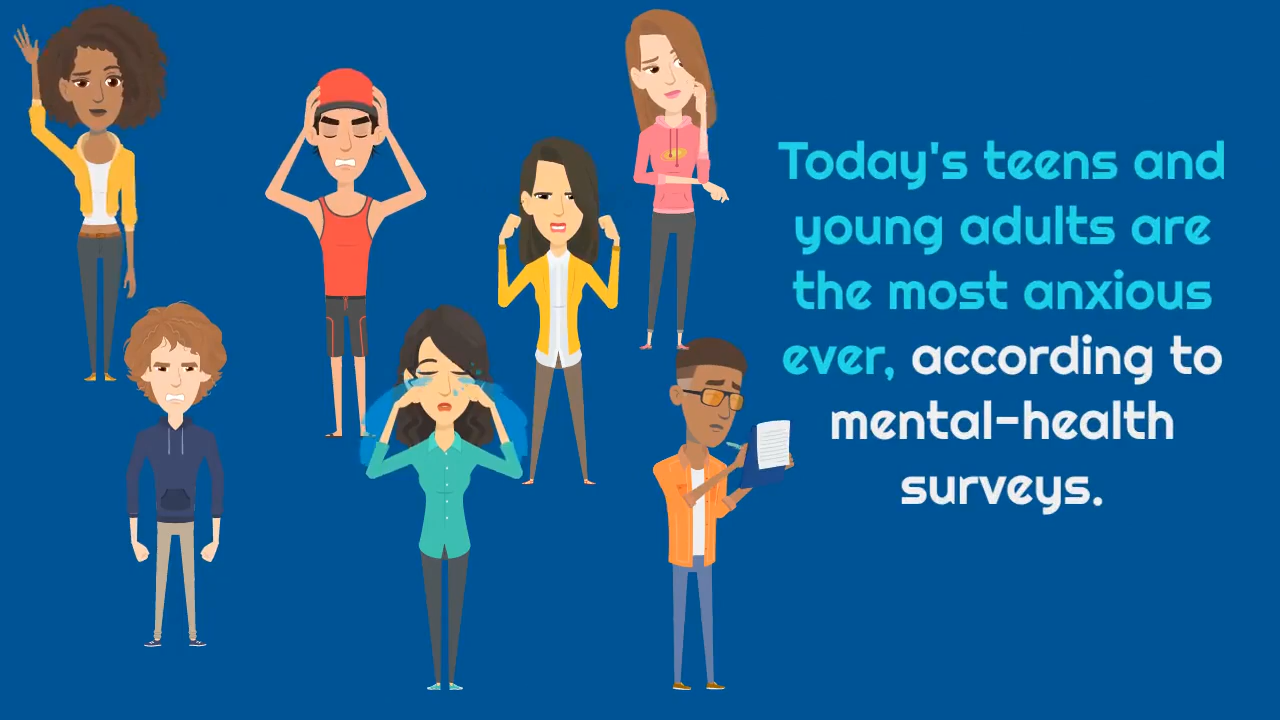 Today's teens and
young adults are
the most anxious
ever, according to
mental-health
surveys.